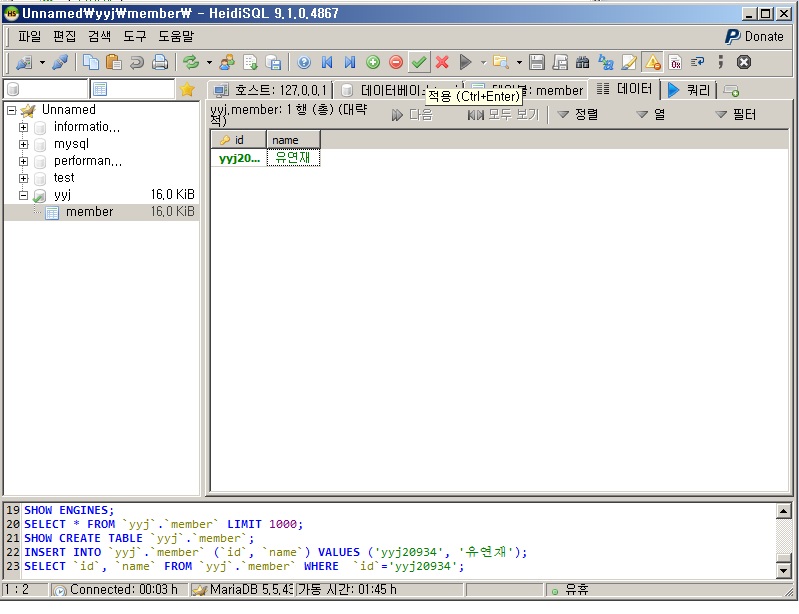 Unnamed₩yyj₩member₩ - HeidiSQL 9.1.0.4867
파일 편집 검색 도구 도움말
Donate
호스트: 127.0.0.1 데이터베이 : member 데이터 쿼리
적용 (Ctrl+Enter)
yyj.member: 1 행 (총) (대략적) 다음 모두 보기 정렬 열 필터
id name
yyj20... 유연재
Unnamed
informatio...
mysql
performan...
test
yyj 16.0 KiB
member 16.0 KiB
19 SHOW ENGINES;
20 SELECT * FROM `yyj`.`member` LIMIT 1000;
21 SHOW CREATE TABLE `yyj`.`member`;
22 INSERT INTO `yyj`.`member` (`id`, `name`) VALUES ('yyj20934', '유연재');
23 SELECT `id`, `name` FROM `yyj`.`member` WHERE  `id`='yyj20934';
1 : 2 Connected: 00:03 h MariaDB 5.5.43 가동 시간: 01:45 h 유휴